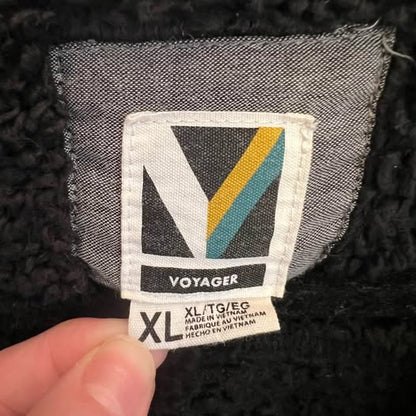 VOYAGER
XL
XL/TG/EG
MADE IN VIETNAM
FABRIQUÉ AU VIETNAM
HECHO EN VIETNAM